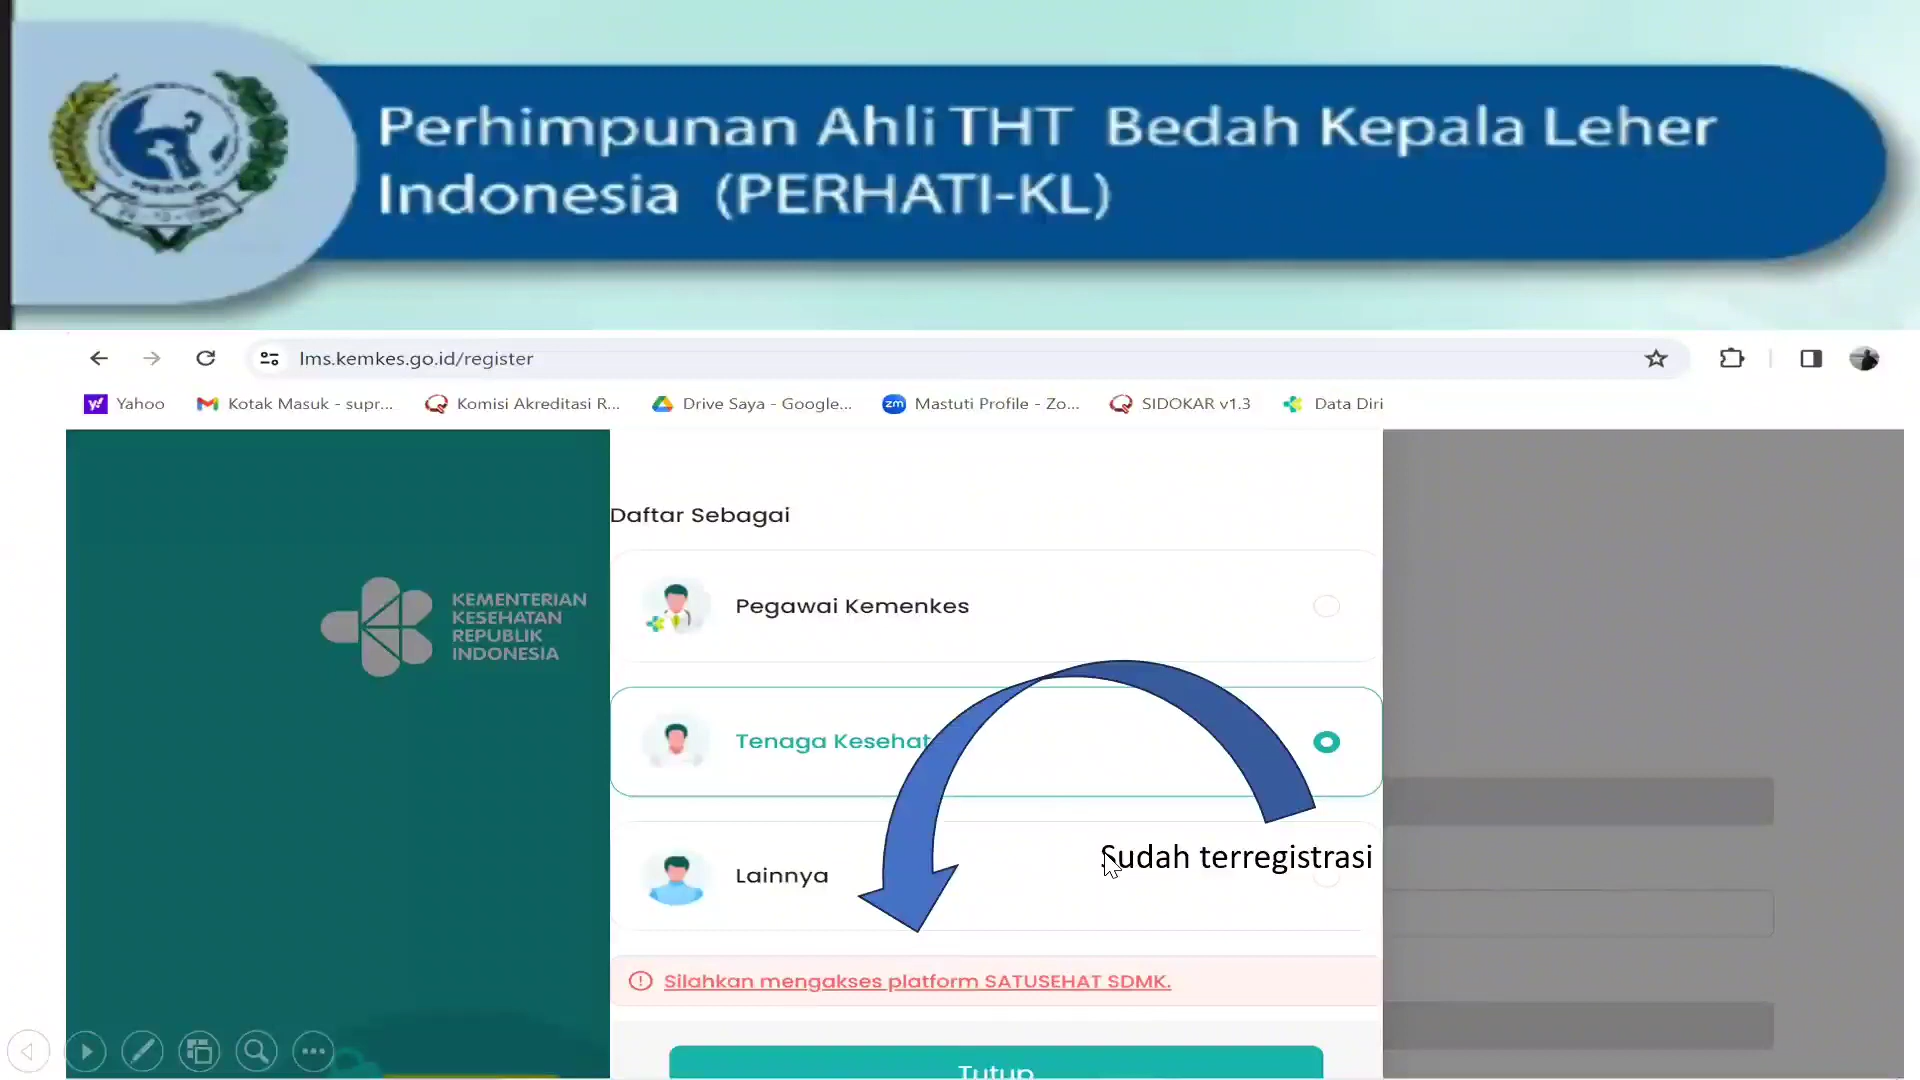 Perhimpunan Ahli THT Bedah Kepala Leher
Indonesia (PERHATI-KL)
lms.kemkes.go.id/register
Yahoo
Kotak Masuk - supr...
Komisi Akreditasi R...
Drive Saya - Google...
zm
Mastuti Profile - Zo...
SIDOKAR v1.3
Data Diri
Daftar Sebagai
KEMENTERIAN
KESEHATAN
REPUBLIK
INDONESIA
Pegawai Kemenkes
Tenaga Kesehat
Lainnya
Sudah terregistrasi
Silahkan mengakses platform SATUSEHAT SDMK.
Tutup